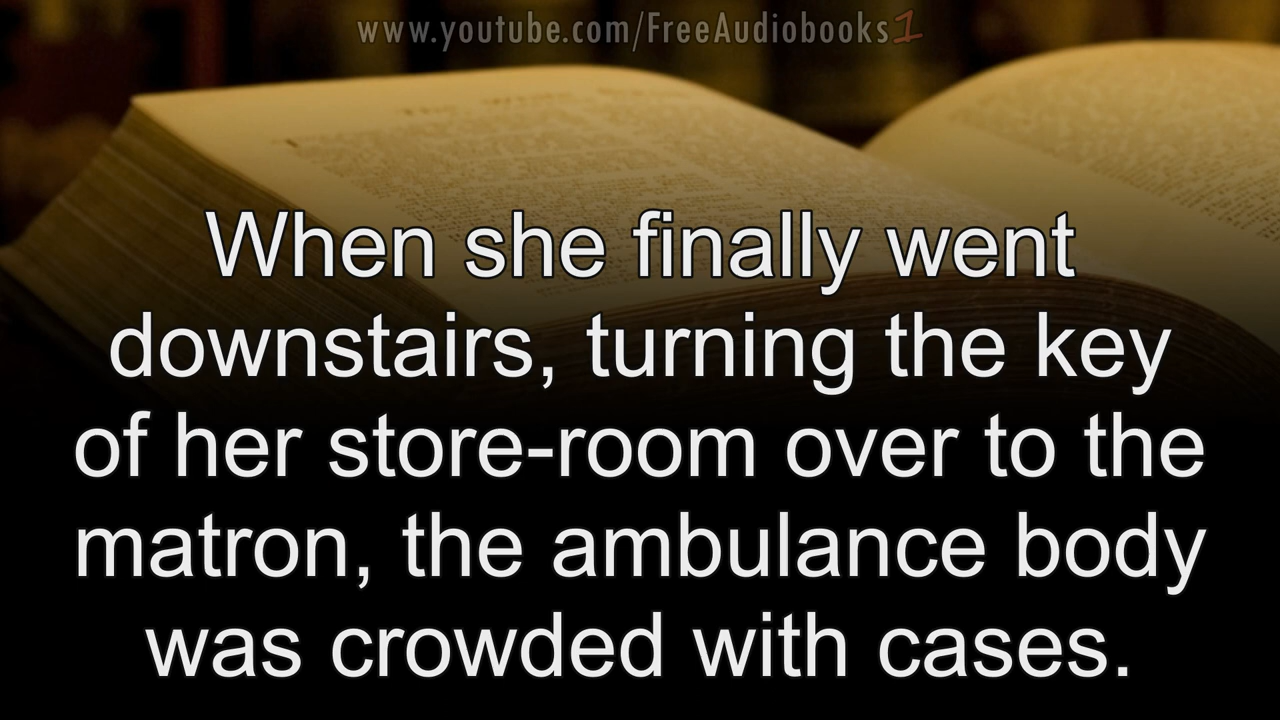 www.youtube.com/FreeAudiobooks1
When she finally went
downstairs, turning the key
of her store-room over to the
matron, the ambulance body
was crowded with cases.